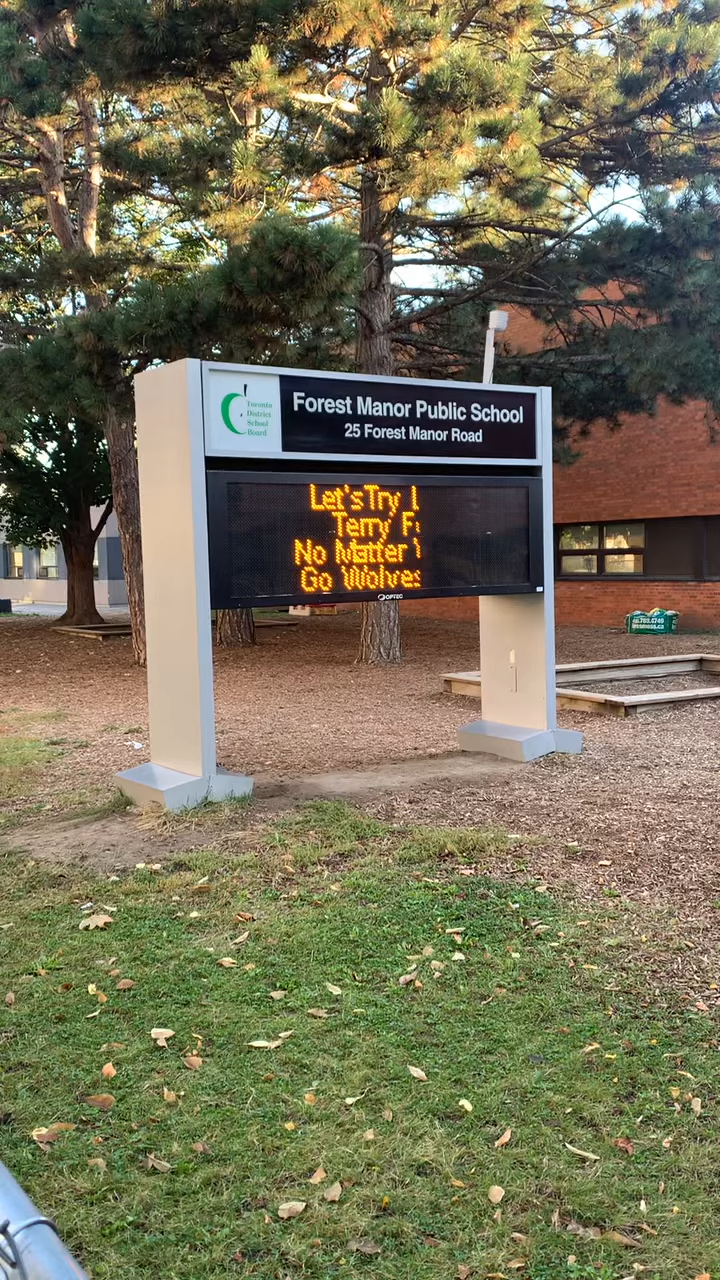 Toronto
District
School
Board
Forest Manor Public School
25 Forest Manor Road
Let'sTry
Terry
No Matter
Go Wolves
OPTEC